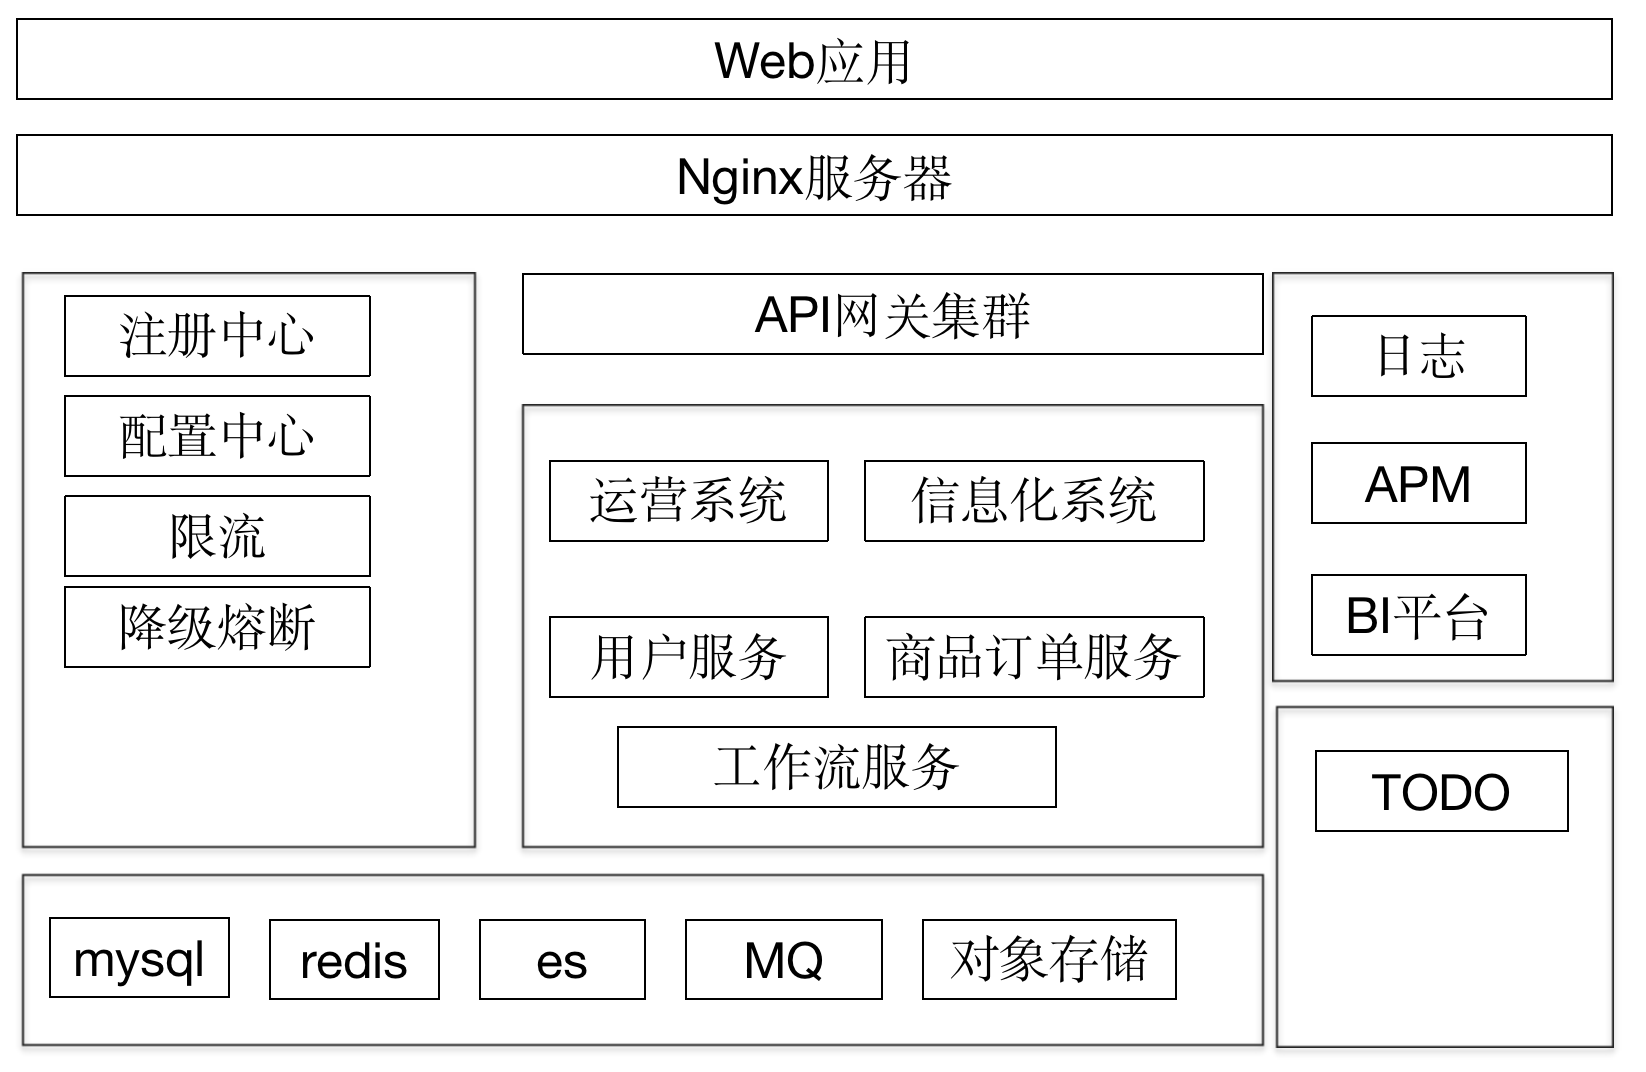 Web应用
Nginx服务器
注册中心
配置中心
限流
降级熔断
API网关集群
运营系统
信息化系统
用户服务
商品订单服务
工作流服务
日志
APM
BI平台
TODO
mysql
redis
es
MQ
对象存储